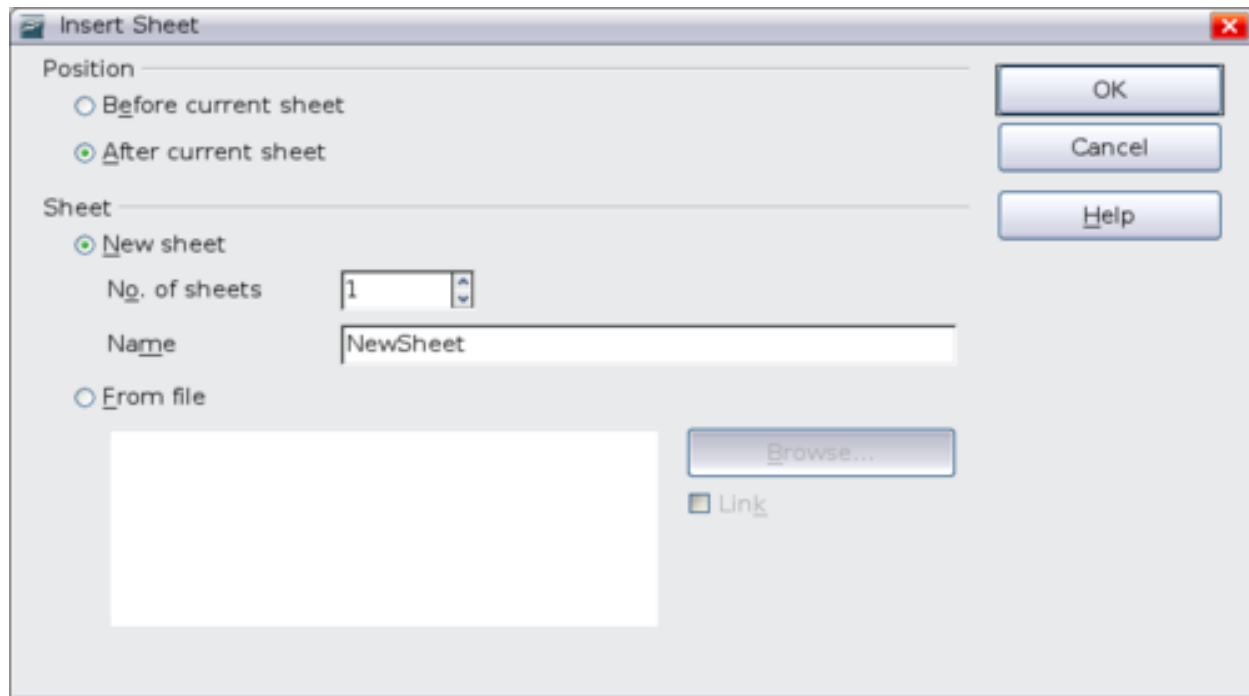 Insert Sheet
Position
Before current sheet
After current sheet
Sheet
New sheet
No. of sheets 1
Name NewSheet
From file
Browse...
Link
OK
Cancel
Help